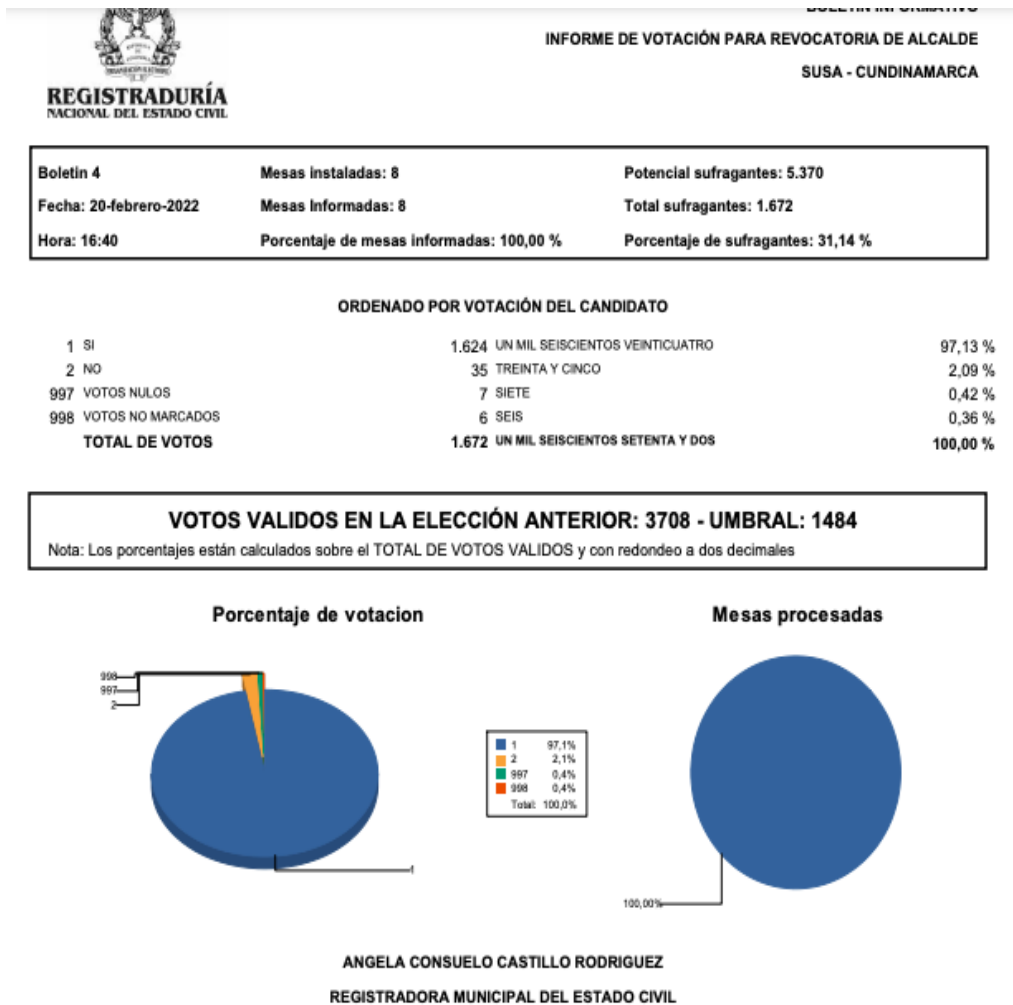 BOLETIN INFORMATIVO
INFORME DE VOTACIÓN PARA REVOCATORIA DE ALCALDE
SUSA - CUNDINAMARCA
REGISTRADURÍA
NACIONAL DEL ESTADO CIVIL
Boletin 4 Mesas instaladas: 8 Potencial sufragantes: 5.370
Fecha: 20-febrero-2022 Mesas Informadas: 8 Total sufragantes: 1.672
Hora: 16:40 Porcentaje de mesas informadas: 100,00 % Porcentaje de sufragantes: 31,14 %
ORDENADO POR VOTACIÓN DEL CANDIDATO
1 SI 1.624 UN MIL SEISCIENTOS VEINTICUATRO 97,13 %
2 NO 35 TREINTA Y CINCO 2,09 %
997 VOTOS NULOS 7 SIETE 0,42 %
998 VOTOS NO MARCADOS 6 SEIS 0,36 %
TOTAL DE VOTOS 1.672 UN MIL SEISCIENTOS SETENTA Y DOS 100,00 %
VOTOS VALIDOS EN LA ELECCIÓN ANTERIOR: 3708 - UMBRAL: 1484
Nota: Los porcentajes están calculados sobre el TOTAL DE VOTOS VALIDOS y con redondeo a dos decimales
Porcentaje de votacion
998
997
2
1
1 97,1%
2 2,1%
997 0,4%
998 0,4%
Total: 100,0%
Mesas procesadas
100,00%
ANGELA CONSUELO CASTILLO RODRIGUEZ
REGISTRADORA MUNICIPAL DEL ESTADO CIVIL